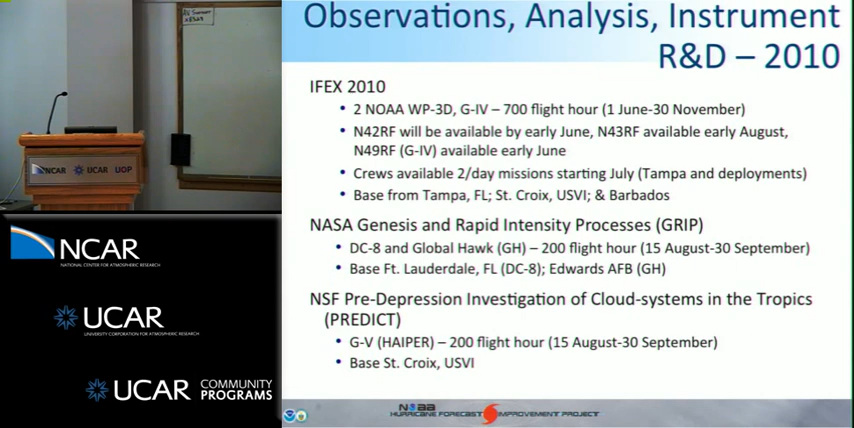 Observations, Analysis, Instrument
R&D – 2010
IFEX 2010
• 2 NOAA WP-3D, G-IV – 700 flight hour (1 June-30 November)
• N42RF will be available by early June, N43RF available early August,
N49RF (G-IV) available early June
• Crews available 2/day missions starting July (Tampa and deployments)
• Base from Tampa, FL; St. Croix, USVI; & Barbados
NASA Genesis and Rapid Intensity Processes (GRIP)
• DC-8 and Global Hawk (GH) – 200 flight hour (15 August-30 September)
• Base Ft. Lauderdale, FL (DC-8); Edwards AFB (GH)
NSF Pre-Depression Investigation of Cloud-systems in the Tropics
(PREDICT)
• G-V (HAIPER) – 200 flight hour (15 August-30 September)
• Base St. Croix, USVI
NOAA
HURRICANE FORECAST IMPROVEMENT PROJECT
NCAR UCAR UOP
NCAR
NATIONAL CENTER FOR ATMOSPHERIC RESEARCH
UCAR
UNIVERSITY CORPORATION FOR ATMOSPHERIC RESEARCH
UCAR COMMUNITY
PROGRAMS